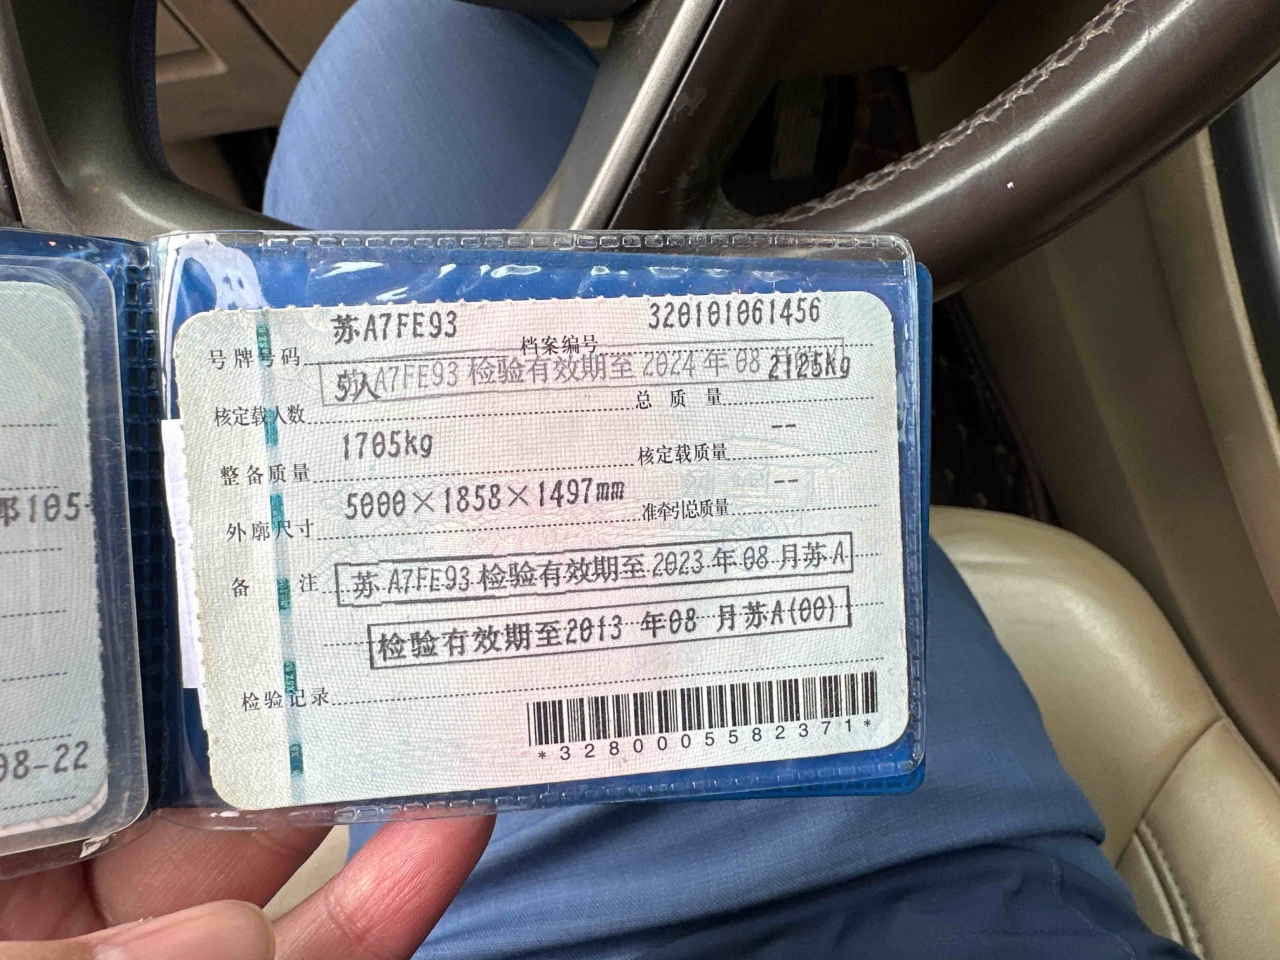 苏A7FE93
320101061456
号牌号码
档案编号
苏A7FE93 检验有效期至 2024 年 08
5人
2125Kg
核定载人数
总 质 量
1705kg
--
整备质量
核定载质量
5000×1858×1497mm
--
外廓尺寸
准牵引总质量
备 注
苏 A7FE93 检验有效期至 2023 年 08 月苏 A
检验有效期至2013 年08 月苏A(00)
检验记录
*3280005582371*
105-
08-22